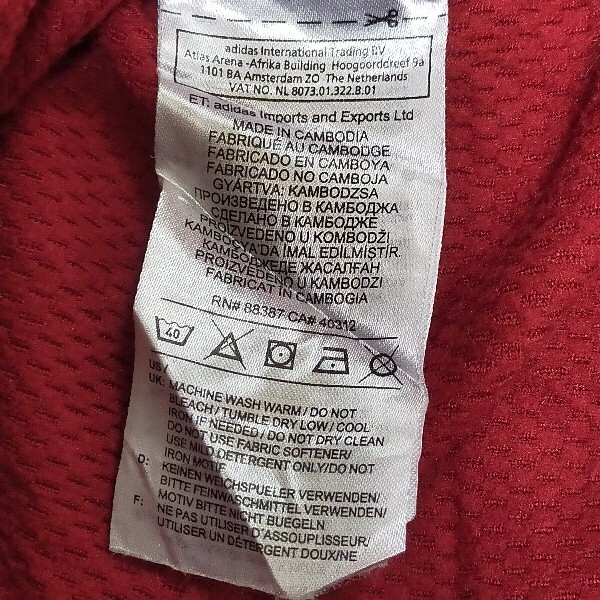 adidas International Trading BV
Atlas Arena -Afrika Building Hoogoorddreef 9a
1101 BA Amsterdam ZO The Netherlands
VAT NO. NL 8073.01.322.B.01
ET: adidas Imports and Exports Ltd
MADE IN CAMBODIA
FABRIQUÉ AU CAMBODGE
FABRICADO EN CAMBOYA
FABRICADO NO CAMBOJA
GYÁRTVA: KAMBODZSA
ПРОИЗВЕДЕНО В КАМБОДЖА
СДЕЛАНО В КАМБОДЖЕ
PROIZVEDENO U KOMBODŽI
KAMBOÇYA'DA İMAL EDİLMİŞTİR.
КАМБОДЖЕДЕ ЖАСАЛҒАН
PROIZVEDENO U KAMBODZI
FABRICAT IN CAMBOGIA
RN# 88387 CA# 40312
40
US/
UK: MACHINE WASH WARM / DO NOT
BLEACH / TUMBLE DRY LOW / COOL
IRON IF NEEDED / DO NOT DRY CLEAN
DO NOT USE FABRIC SOFTENER/
USE MILD DETERGENT ONLY/DO NOT
IRON MOTIF
D: KEINEN WEICHSPUELER VERWENDEN/
BITTE FEINWASCHMITTEL VERWENDEN/
MOTIV BITTE NICHT BUEGELN
F: NE PAS UTILISER D'ASSOUPLISSEUR/
UTILISER UN DÉTERGENT DOUX/NE